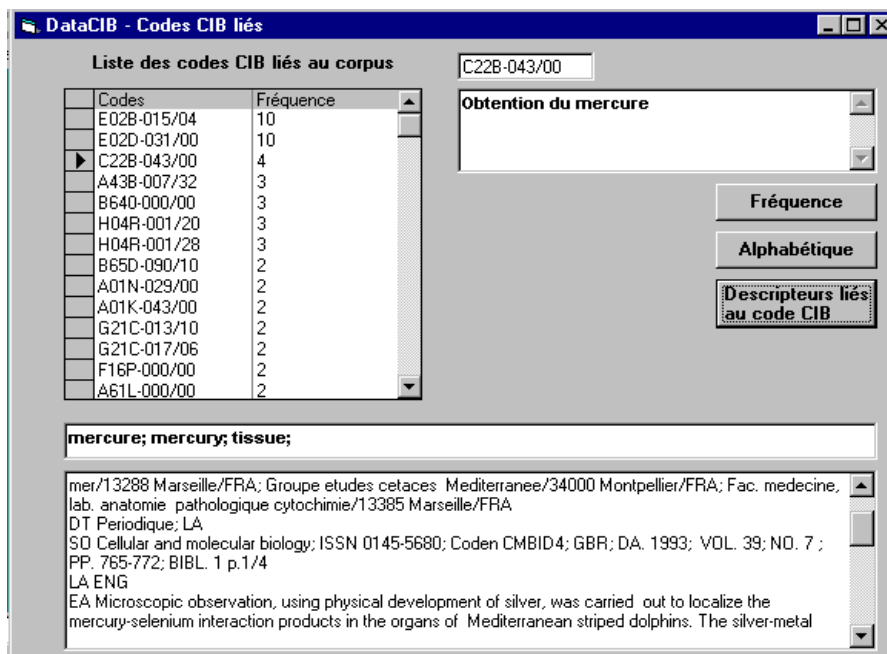 DataCIB - Codes CIB liés
Liste des codes CIB liés au corpus
Codes Fréquence
E02B-015/04 10
E02D-031/00 10
C22B-043/00 4
A43B-007/32 3
B640-000/00 3
H04R-001/20 3
H04R-001/28 3
B65D-090/10 2
A01N-029/00 2
A01K-043/00 2
G21C-013/10 2
G21C-017/06 2
F16P-000/00 2
A61L-000/00 2
C22B-043/00
Obtention du mercure
Fréquence
Alphabétique
Descripteurs liés
au code CIB
mercure; mercury; tissue;
mer/13288 Marseille/FRA; Groupe etudes cetaces Mediterranee/34000 Montpellier/FRA; Fac. medecine,
lab. anatomie pathologique cytochimie/13385 Marseille/FRA
DT Periodique; LA
SO Cellular and molecular biology; ISSN 0145-5680; Coden CMBID4; GBR; DA. 1993; VOL. 39; NO. 7 ;
PP. 765-772; BIBL. 1 p.1/4
LA ENG
EA Microscopic observation, using physical development of silver, was carried out to localize the
mercury-selenium interaction products in the organs of Mediterranean striped dolphins. The silver-metal